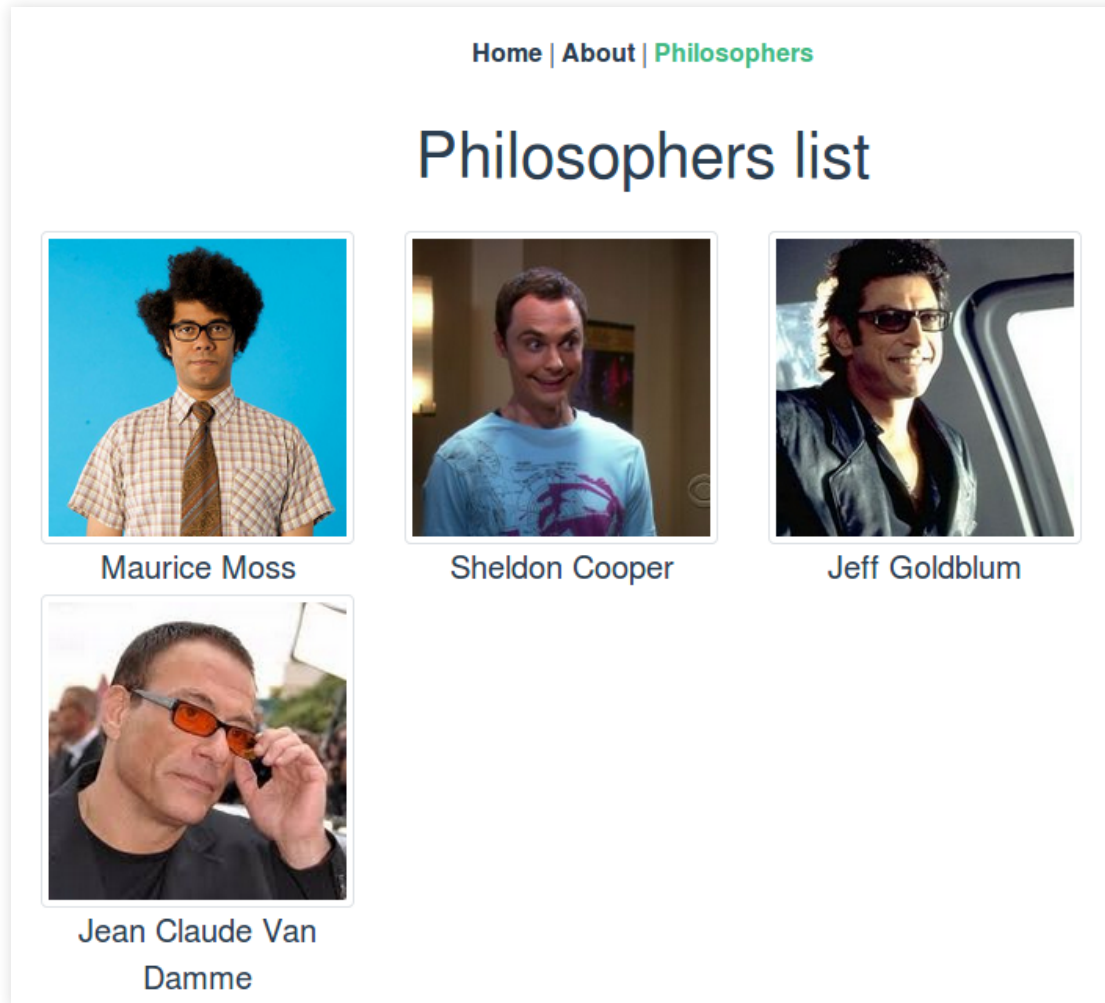 Home | About | Philosophers
Philosophers list
Maurice Moss
Sheldon Cooper
Jeff Goldblum
Jean Claude Van
Damme